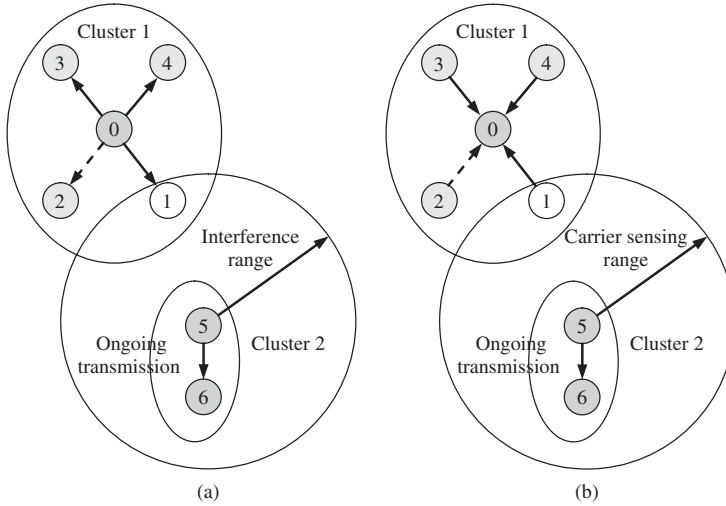 Cluster 1
3
4
0
2
1
Interference
range
5
Ongoing
transmission
Cluster 2
6
(a)
Cluster 1
3
4
0
2
1
Carrier sensing
range
5
Ongoing
transmission
Cluster 2
6
(b)